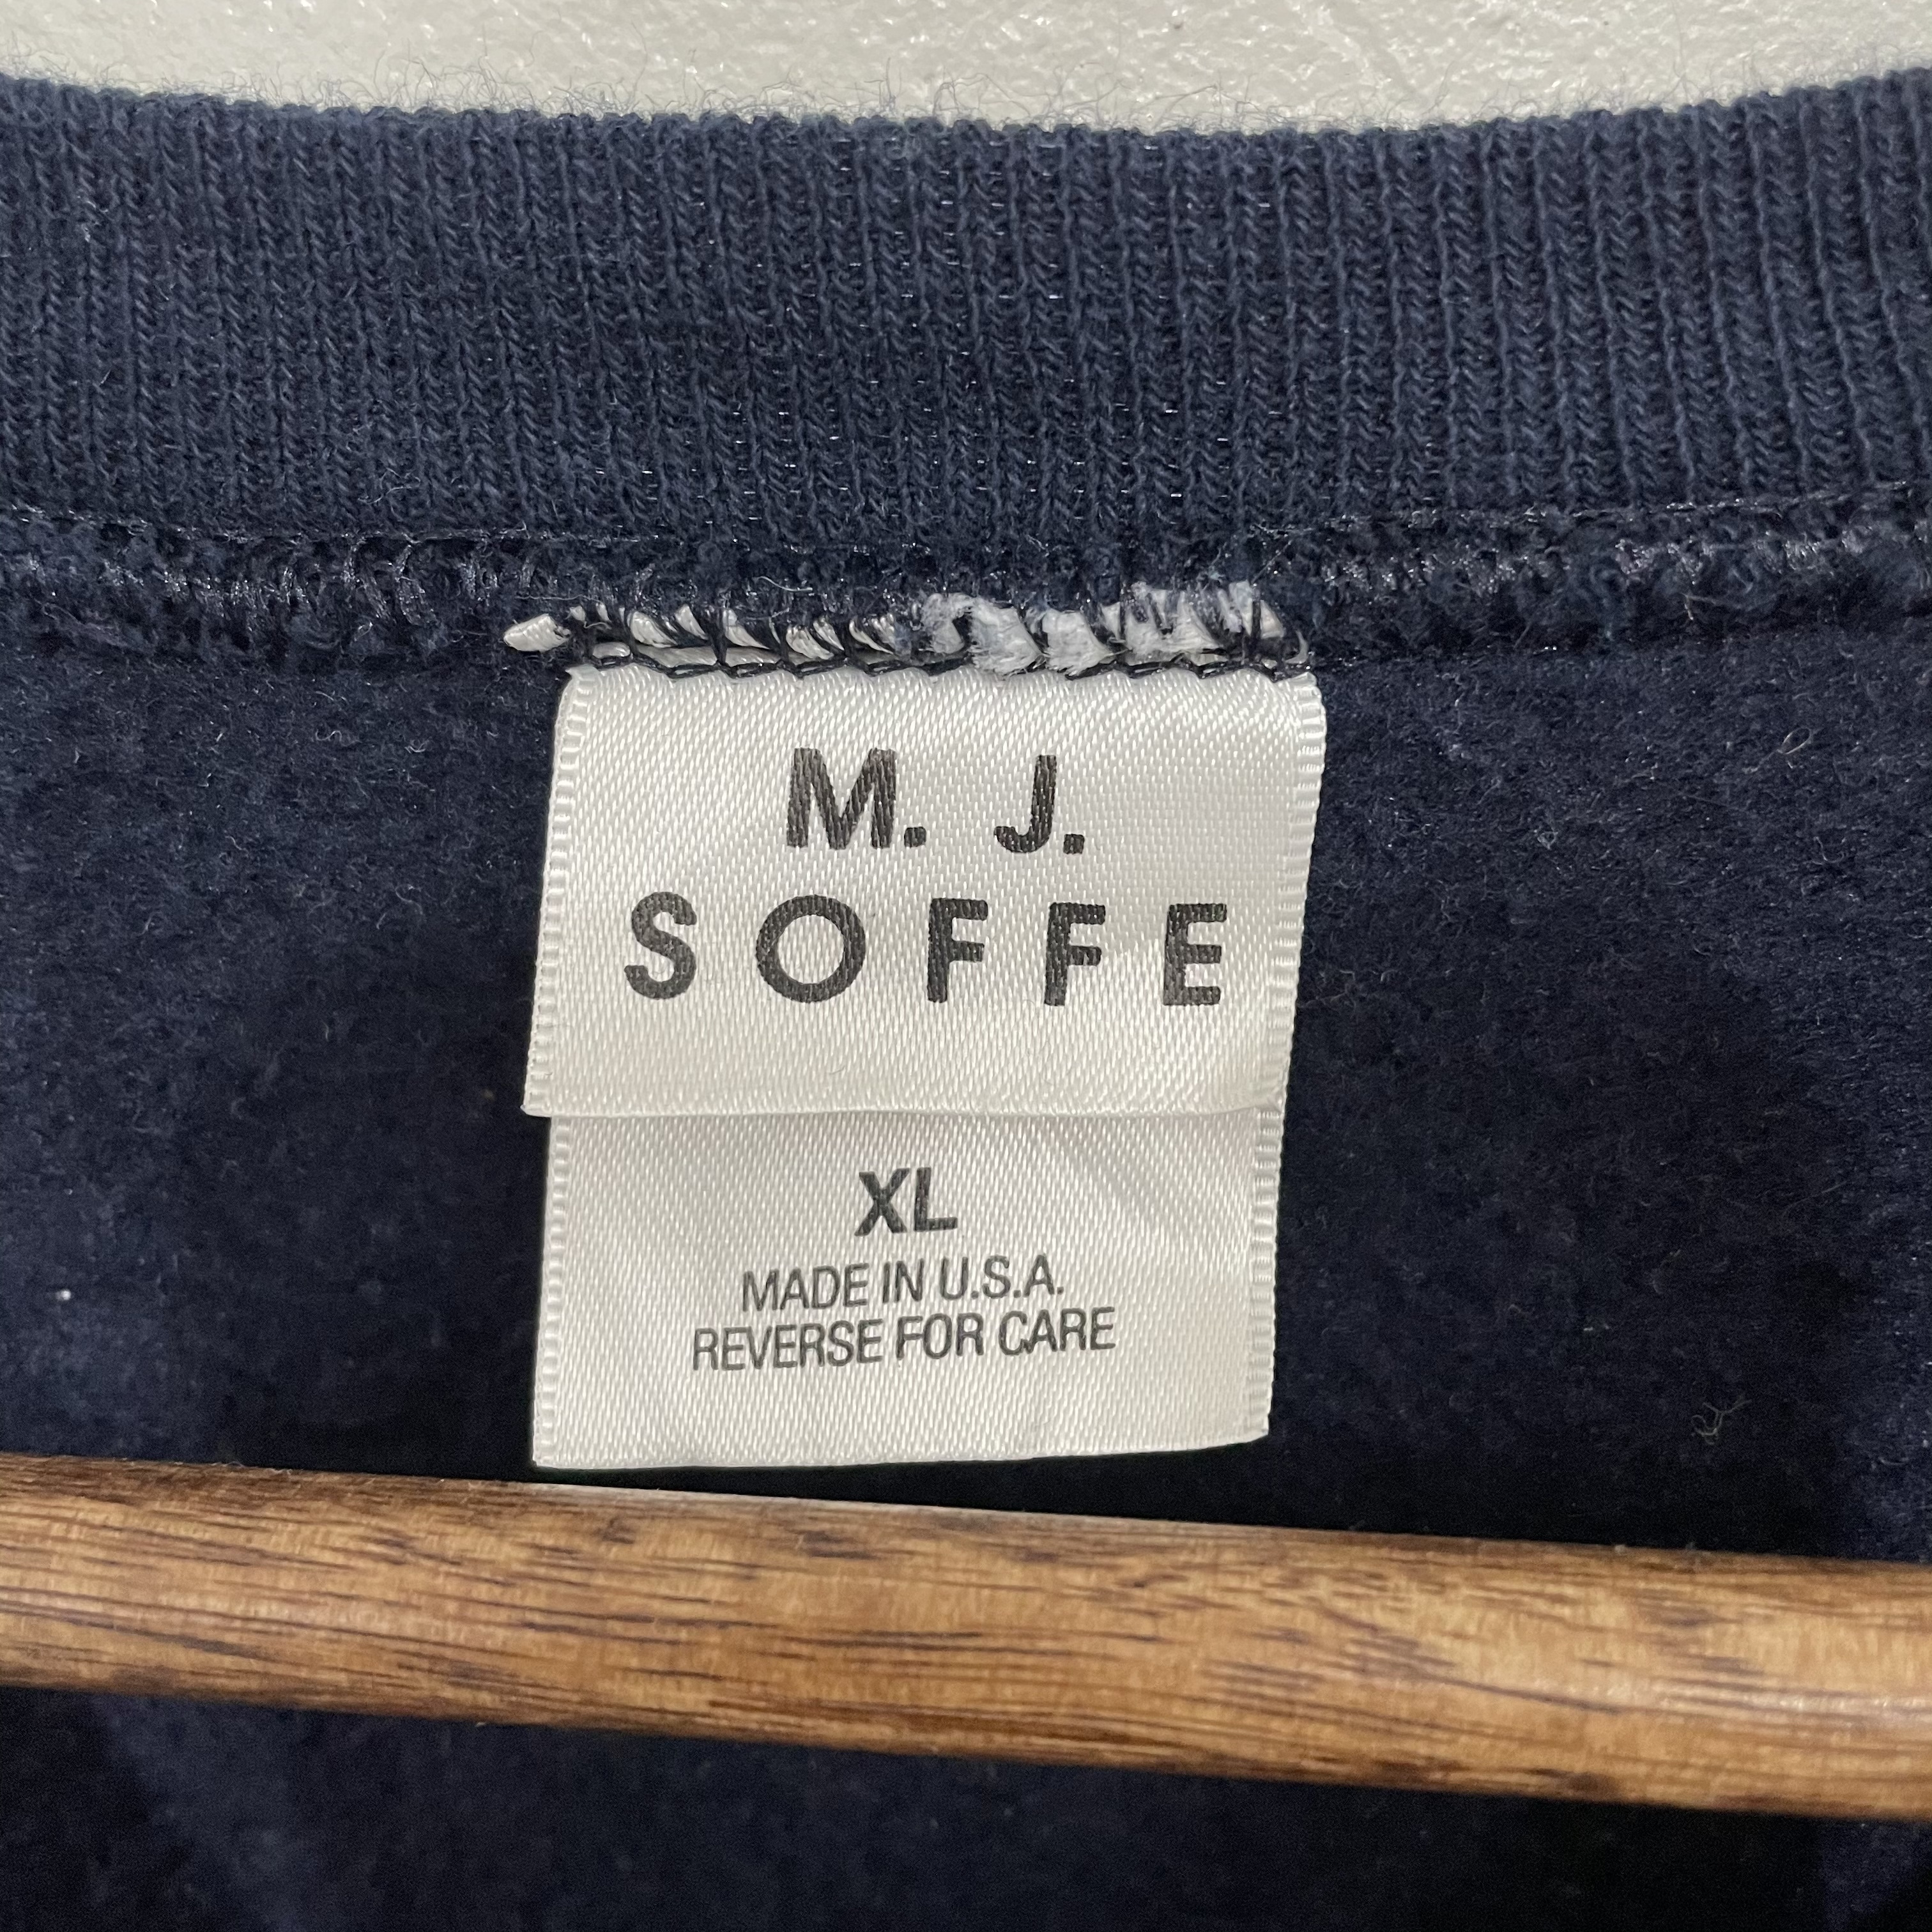 M. J.
SOFFE
XL
MADE IN U.S.A.
REVERSE FOR CARE